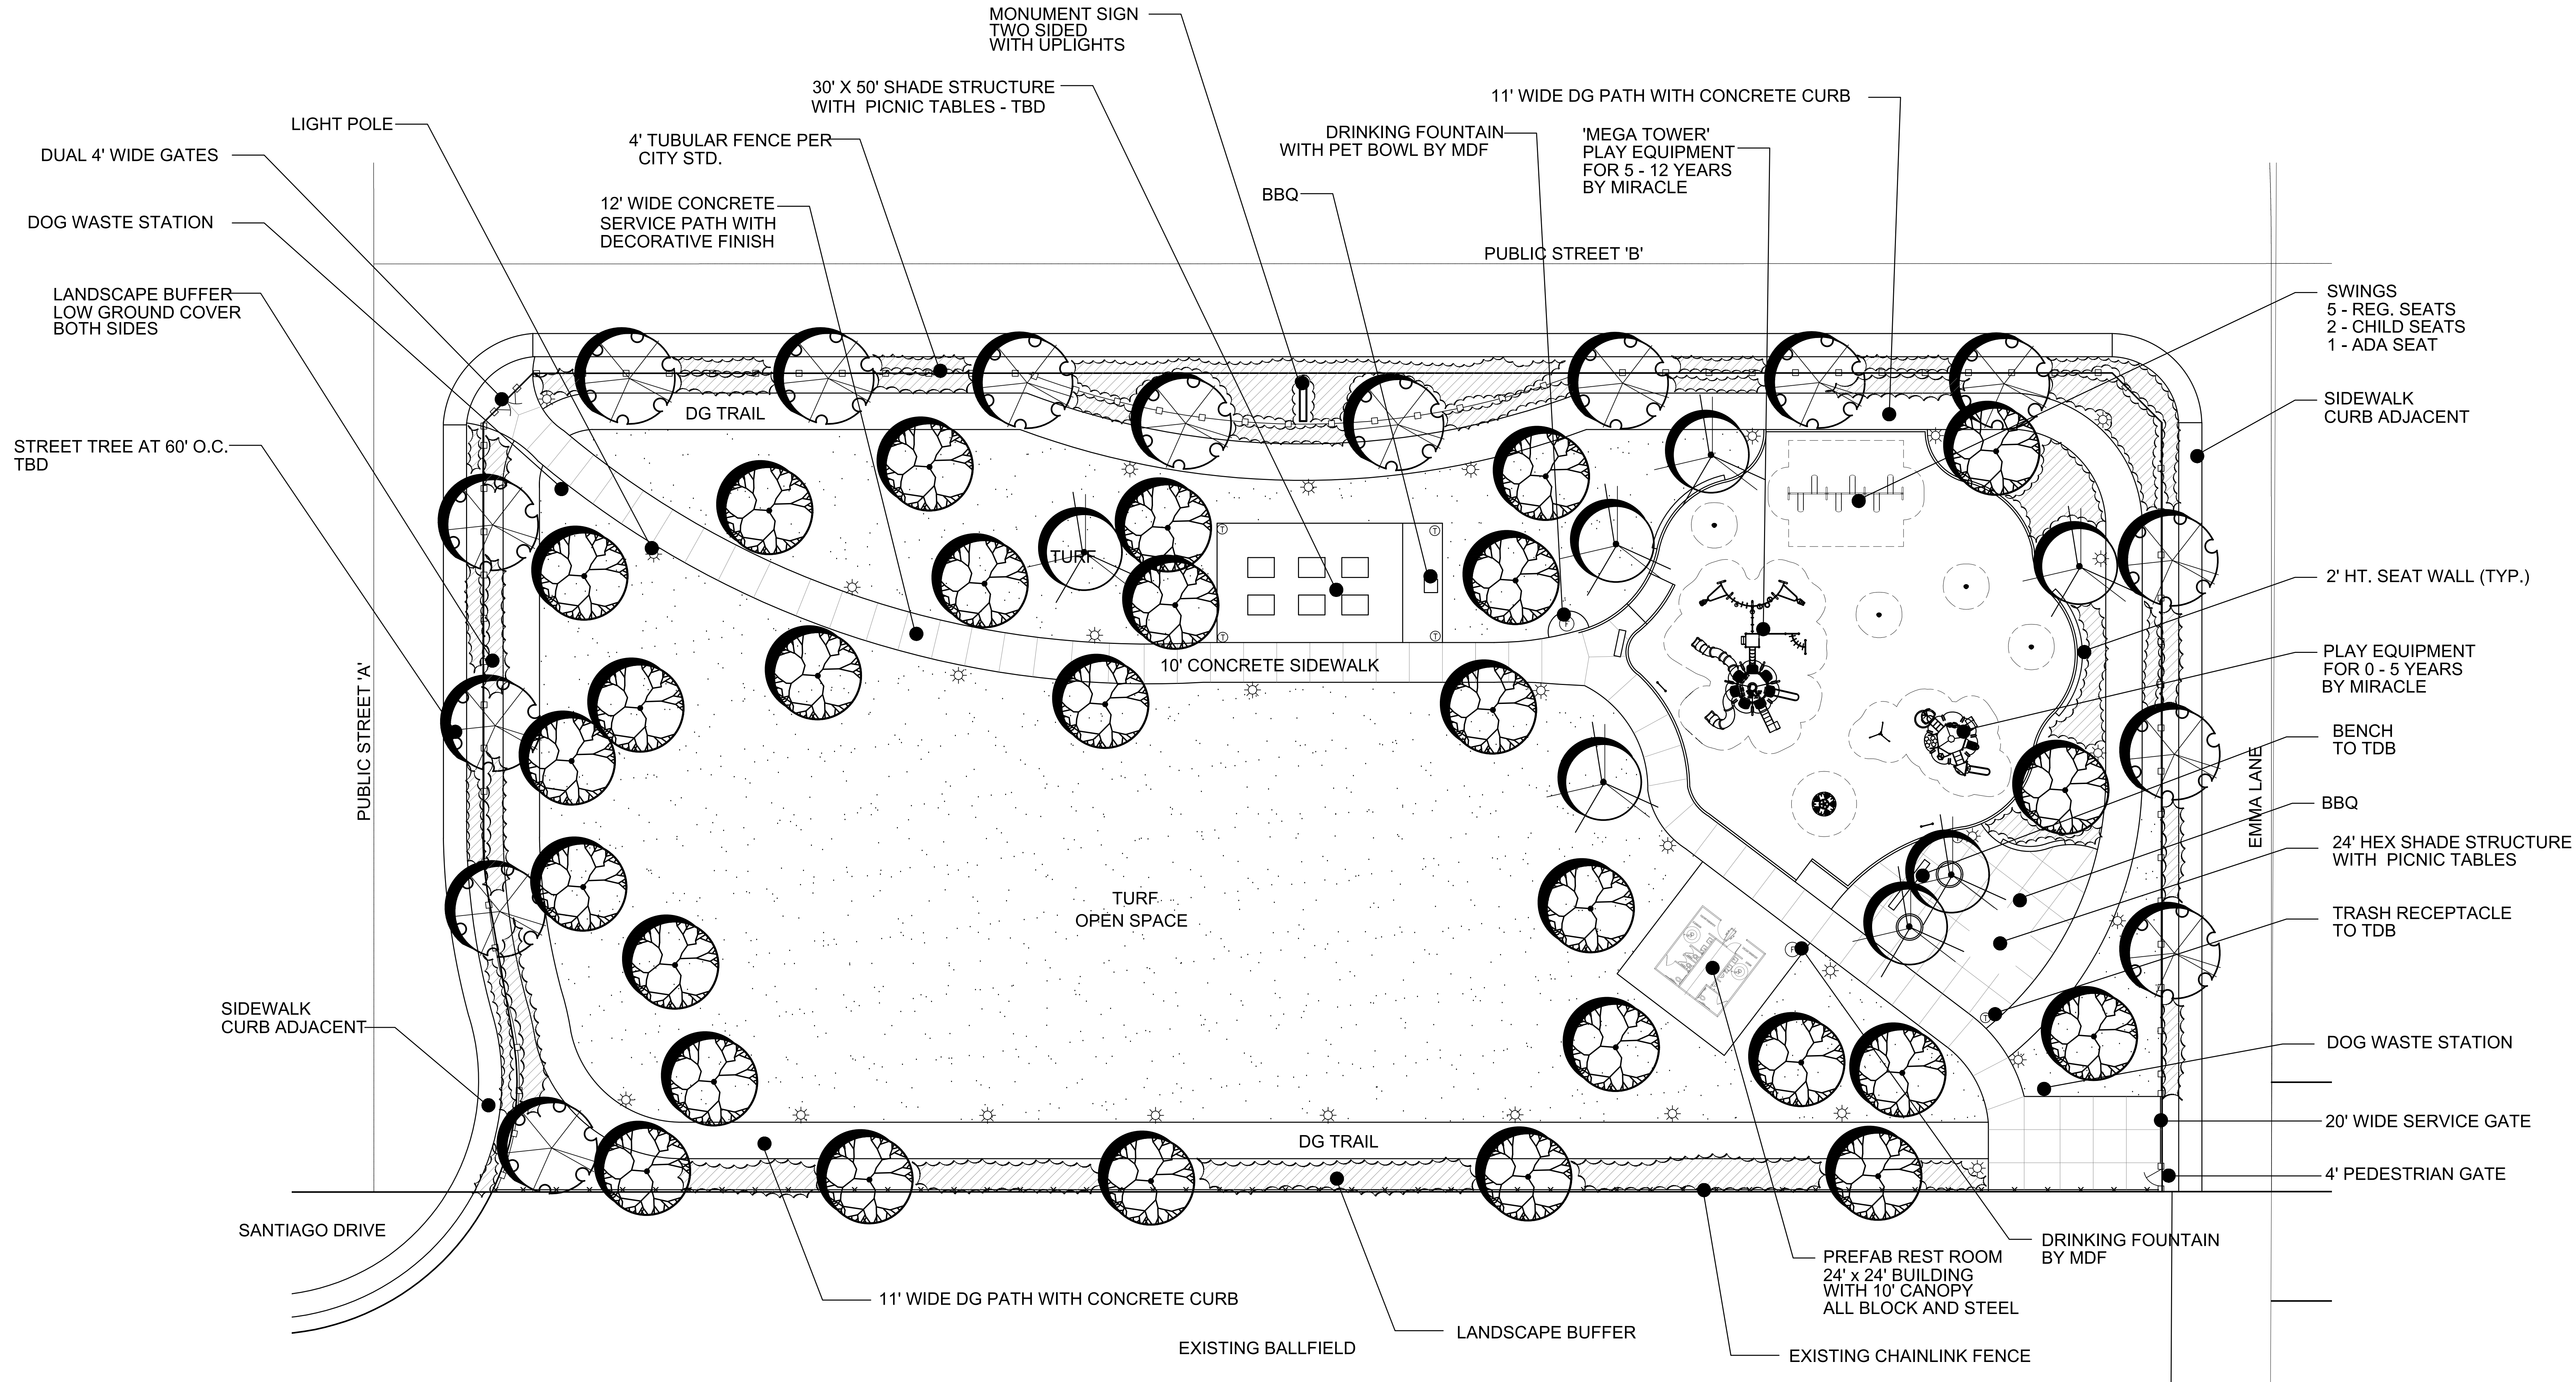 MONUMENT SIGN
TWO SIDED
WITH UPLIGHTS
30' X 50' SHADE STRUCTURE
WITH PICNIC TABLES - TBD
11' WIDE DG PATH WITH CONCRETE CURB
LIGHT POLE
4' TUBULAR FENCE PER
CITY STD.
DRINKING FOUNTAIN
WITH PET BOWL BY MDF
'MEGA TOWER'
PLAY EQUIPMENT
FOR 5 - 12 YEARS
BY MIRACLE
DUAL 4' WIDE GATES
BBQ
12' WIDE CONCRETE
SERVICE PATH WITH
DECORATIVE FINISH
DOG WASTE STATION
PUBLIC STREET 'B'
LANDSCAPE BUFFER
LOW GROUND COVER
BOTH SIDES
SWINGS
5 - REG. SEATS
2 - CHILD SEATS
1 - ADA SEAT
SIDEWALK
CURB ADJACENT
DG TRAIL
STREET TREE AT 60' O.C.
TBD
TURF
T
T
T
T
2' HT. SEAT WALL (TYP.)
10' CONCRETE SIDEWALK
PLAY EQUIPMENT
FOR 0 - 5 YEARS
BY MIRACLE
PUBLIC STREET 'A'
BENCH
TO TDB
EMMA LANE
BBQ
24' HEX SHADE STRUCTURE
WITH PICNIC TABLES
TURF
OPEN SPACE
TRASH RECEPTACLE
TO TDB
SIDEWALK
CURB ADJACENT
T
DOG WASTE STATION
20' WIDE SERVICE GATE
DG TRAIL
4' PEDESTRIAN GATE
SANTIAGO DRIVE
DRINKING FOUNTAIN
BY MDF
PREFAB REST ROOM
24' x 24' BUILDING
WITH 10' CANOPY
ALL BLOCK AND STEEL
11' WIDE DG PATH WITH CONCRETE CURB
LANDSCAPE BUFFER
EXISTING BALLFIELD
EXISTING CHAINLINK FENCE